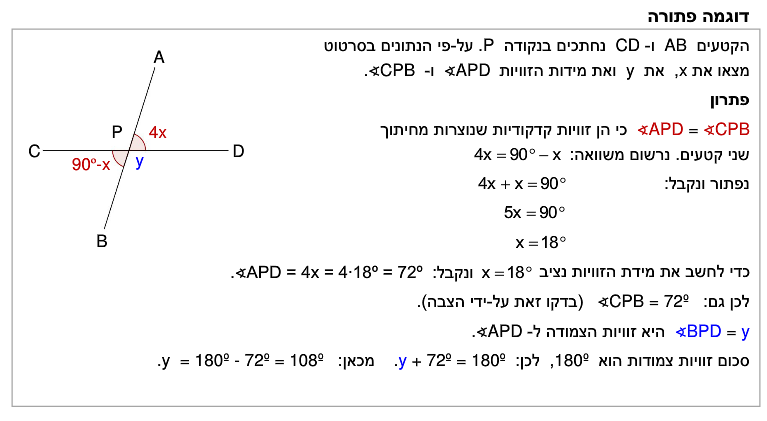 דוגמה פתורה
הקטעים AB ו- CD נחתכים בנקודה P. על-פי הנתונים בסרטוט
מצאו את x, את y ואת מידות הזוויות ∢APD ו- ∢CPB.
פתרון
∢APD = ∢CPB כי הן זוויות קדקודיות שנוצרות מחיתוך
שני קטעים. נרשום משוואה: 4x = 90° – x
נפתור ונקבל: 4x + x = 90°
5x = 90°
x = 18°
כדי לחשב את מידת הזוויות נציב x = 18° ונקבל: ∢APD = 4x = 4·18º = 72º.
לכן גם: ∢CPB = 72º (בדקו זאת על-ידי הצבה).
∢BPD = y היא זוויות הצמודה ל- ∢APD.
סכום זוויות צמודות הוא 180º, לכן: y + 72º = 180º. מכאן: y = 180º - 72º = 108º.
A
P 4x
C D
90º-x y
B